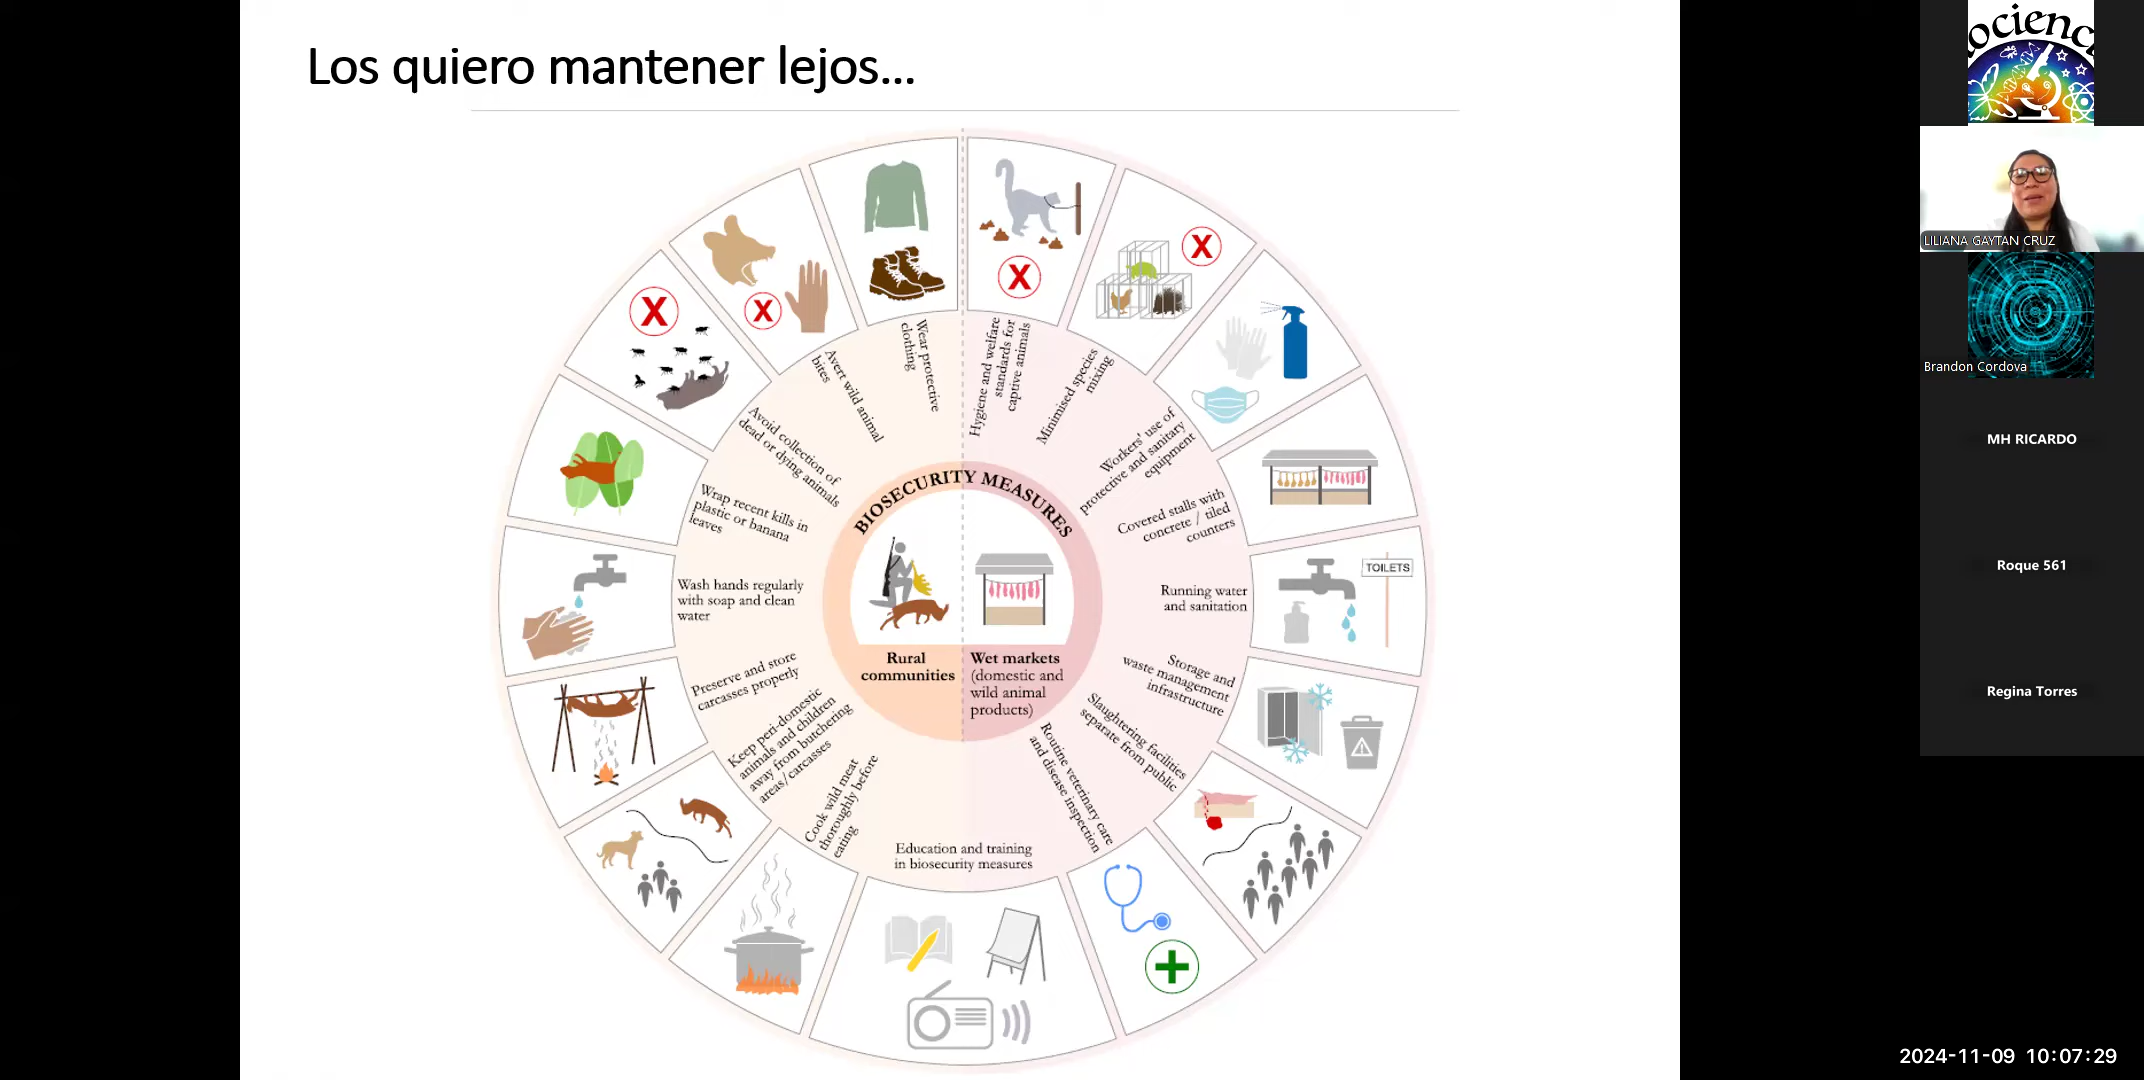 Los quiero mantener lejos...
X
X
X
X
Wear protective
clothing
Avert wild animal
bites
Avoid collection of
dead or dying animals
Wrap recent kills in
plastic or banana
leaves
Wash hands regularly
with soap and clean
water
Preserve and store
carcasses properly
Keep peri-domestic
animals and children
away from butchering
areas/carcasses
Cook wild meat
thoroughly before
eating
Education and training
in biosecurity measures
Hygiene and welfare
standards for
captive animals
Minimised species
mixing
Workers' use of
protective and sanitary
equipment
Covered stalls with
concrete / tiled
counters
Running water
and sanitation
TOILETS
Storage and
waste management
infrastructure
Slaughtering facilities
separate from public
Routine veterinary care
and disease inspection
BIOSECURITY MEASURES
Rural
communities
Wet markets
(domestic and
wild animal
products)
ocienc
LILIANA GAYTAN CRUZ
Brandon Cordova
MH RICARDO
Roque 561
Regina Torres
2024-11-09 10:07:29